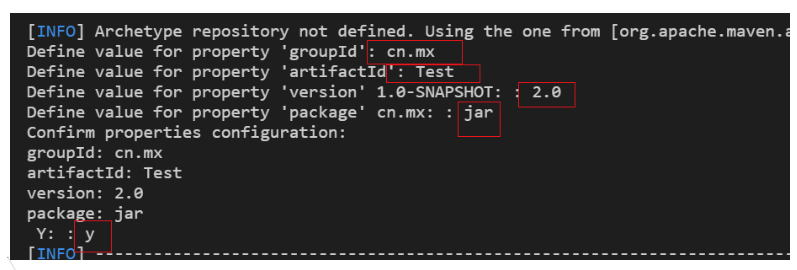 [INFO] Archetype repository not defined. Using the one from [org.apache.maven.a
Define value for property 'groupId': cn.mx
Define value for property 'artifactId': Test
Define value for property 'version' 1.0-SNAPSHOT: : 2.0
Define value for property 'package' cn.mx: : jar
Confirm properties configuration:
groupId: cn.mx
artifactId: Test
version: 2.0
package: jar
Y: : y
[INFO] ------------------------------------------------------------------------